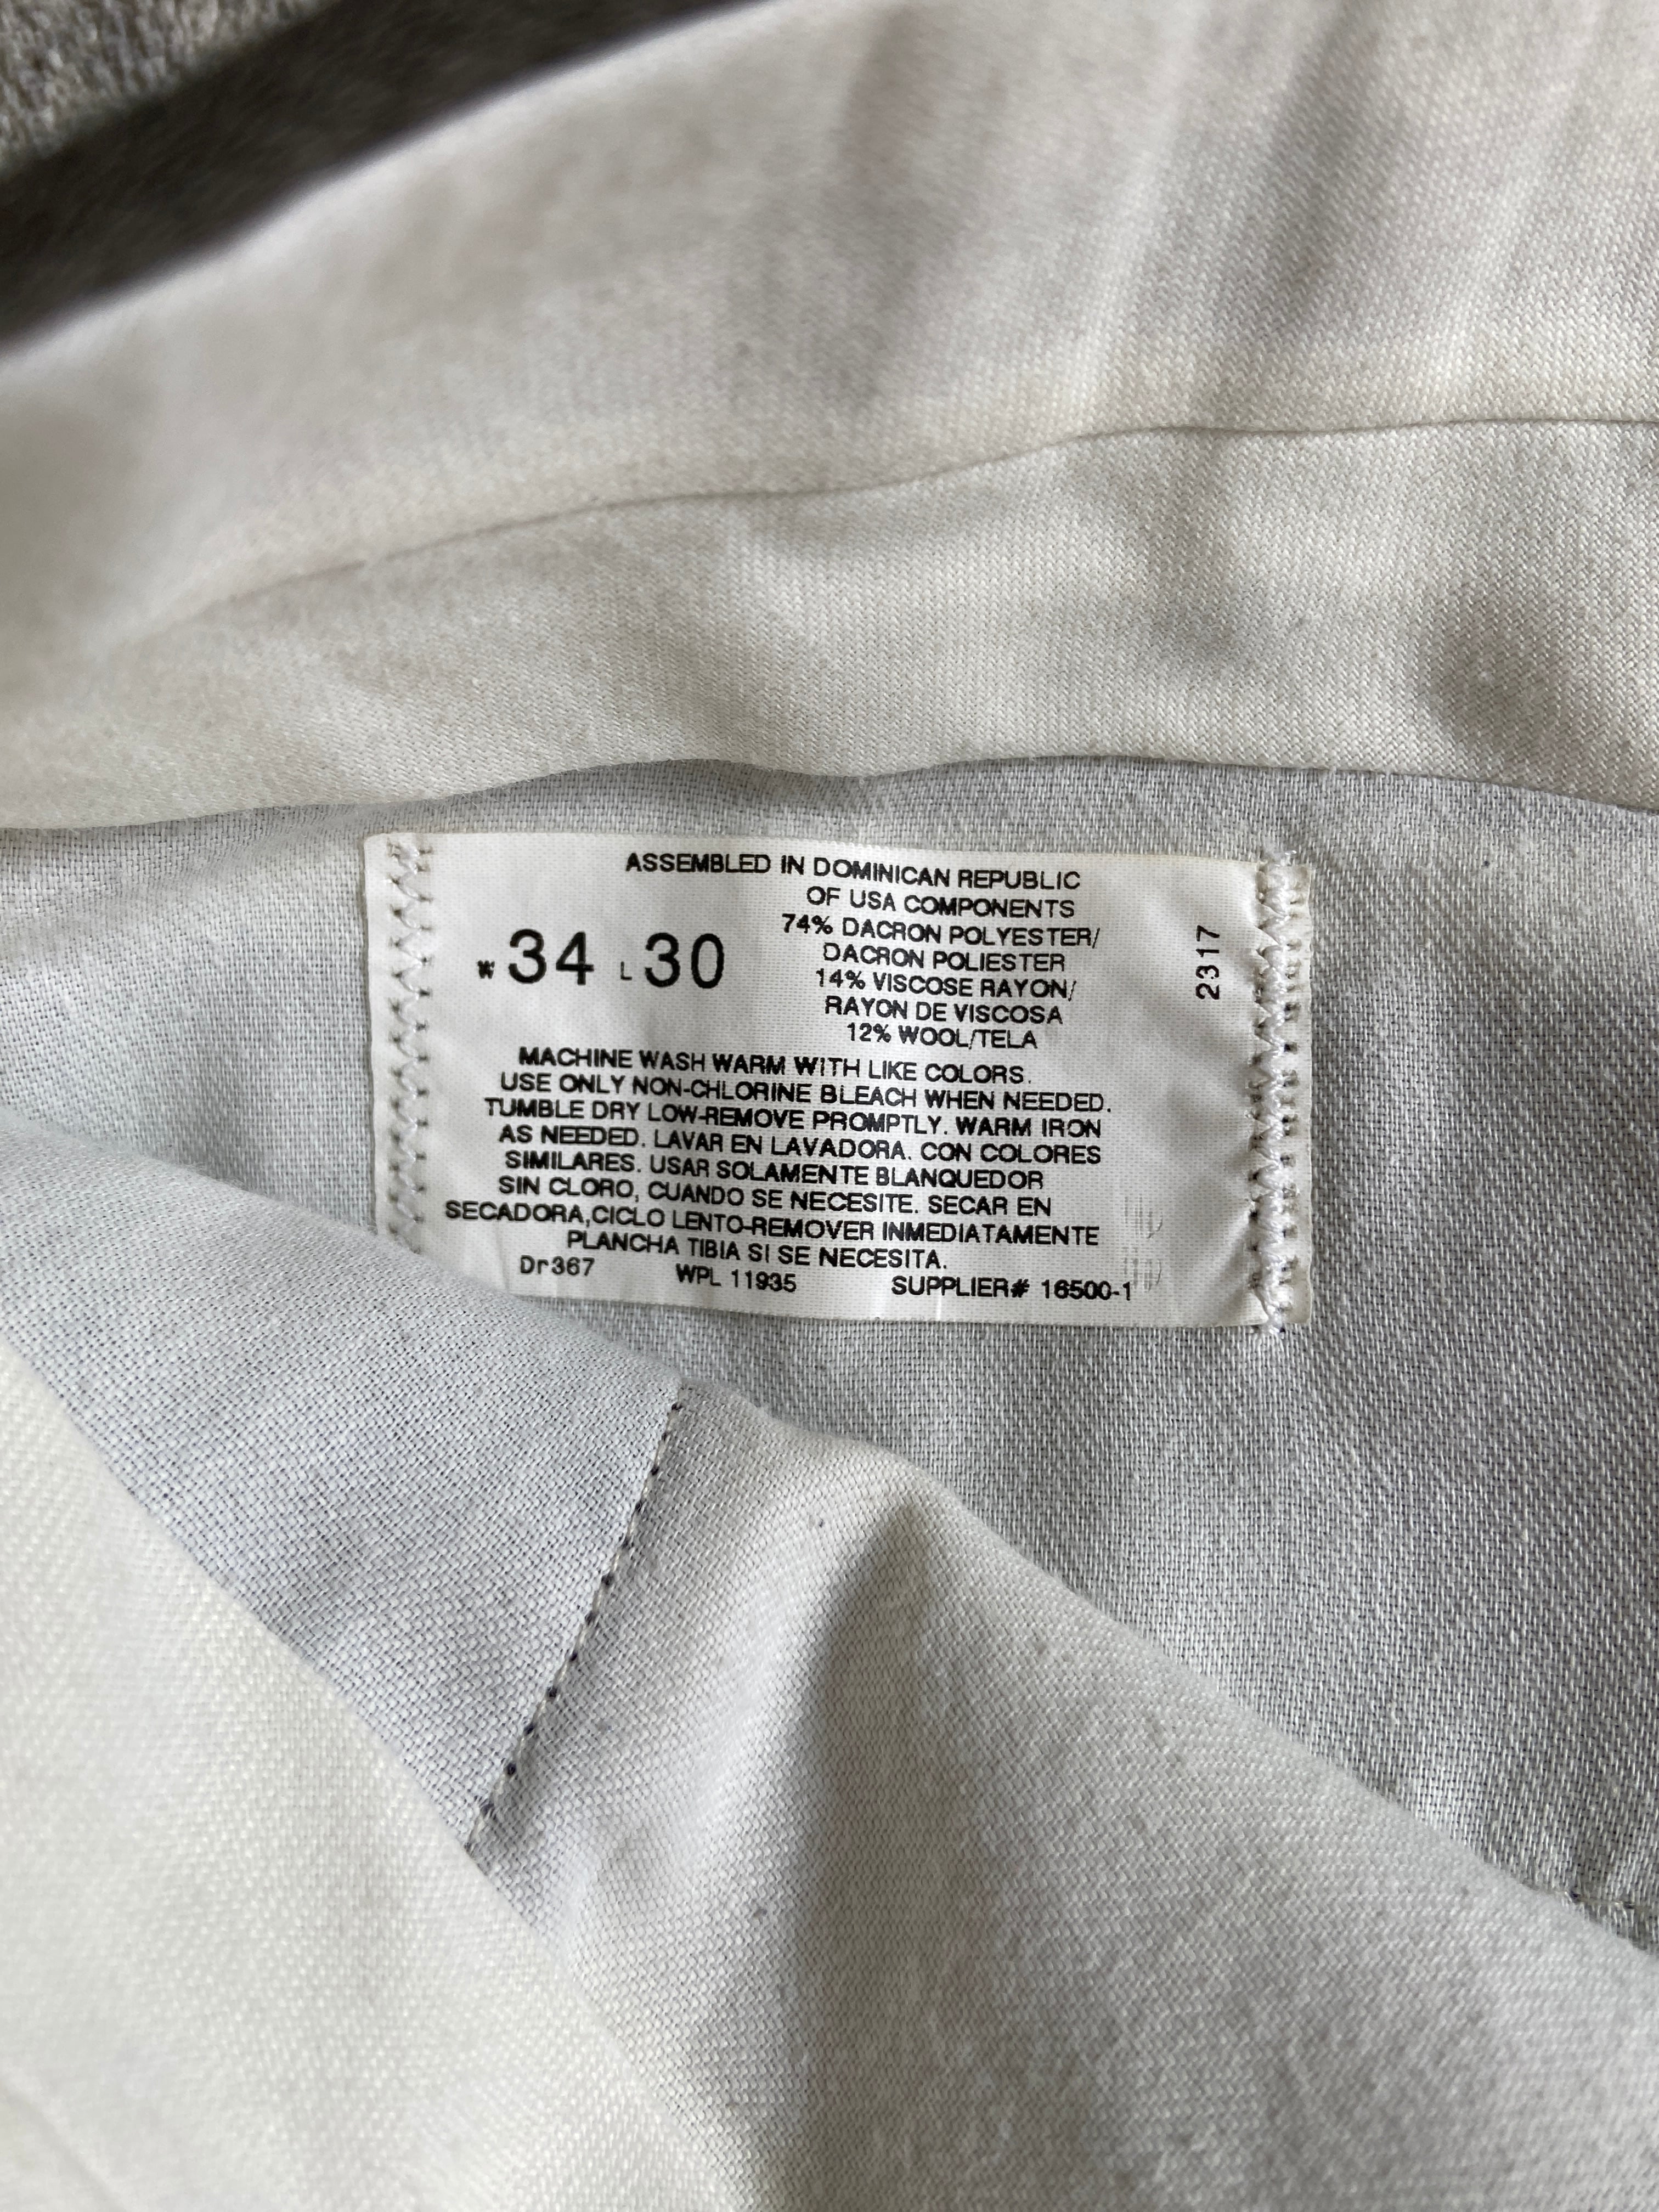 ASSEMBLED IN DOMINICAN REPUBLIC
OF USA COMPONENTS
W 34 L 30
74% DACRON POLYESTER/
DACRON POLIESTER
14% VISCOSE RAYON/
RAYON DE VISCOSA
12% WOOL/TELA
2317
MACHINE WASH WARM WITH LIKE COLORS.
USE ONLY NON-CHLORINE BLEACH WHEN NEEDED.
TUMBLE DRY LOW-REMOVE PROMPTLY. WARM IRON
AS NEEDED. LAVAR EN LAVADORA. CON COLORES
SIMILARES. USAR SOLAMENTE BLANQUEDOR
SIN CLORO, CUANDO SE NECESITE. SECAR EN
SECADORA,CICLO LENTO-REMOVER INMEDIATAMENTE
PLANCHA TIBIA SI SE NECESITA.
Dr367 WPL 11935 SUPPLIER# 16500-1